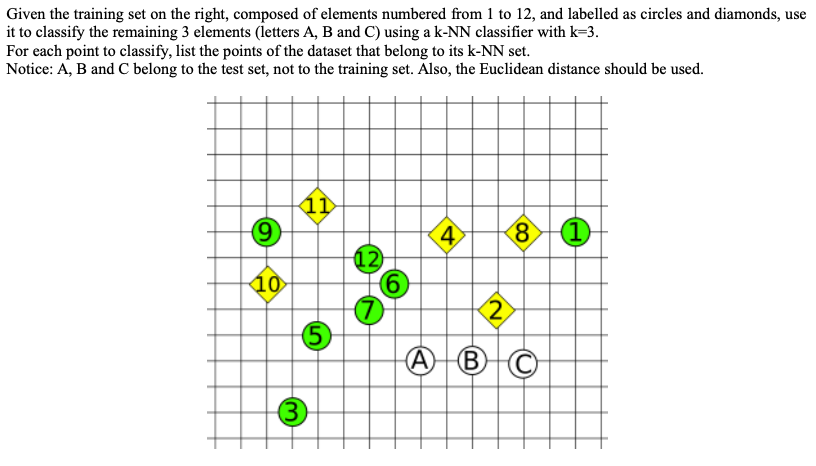 Given the training set on the right, composed of elements numbered from 1 to 12, and labelled as circles and diamonds, use
it to classify the remaining 3 elements (letters A, B and C) using a k-NN classifier with k=3.
For each point to classify, list the points of the dataset that belong to its k-NN set.
Notice: A, B and C belong to the test set, not to the training set. Also, the Euclidean distance should be used.
11
9
4
8
1
12
10
6
7
2
5
A
B
C
3